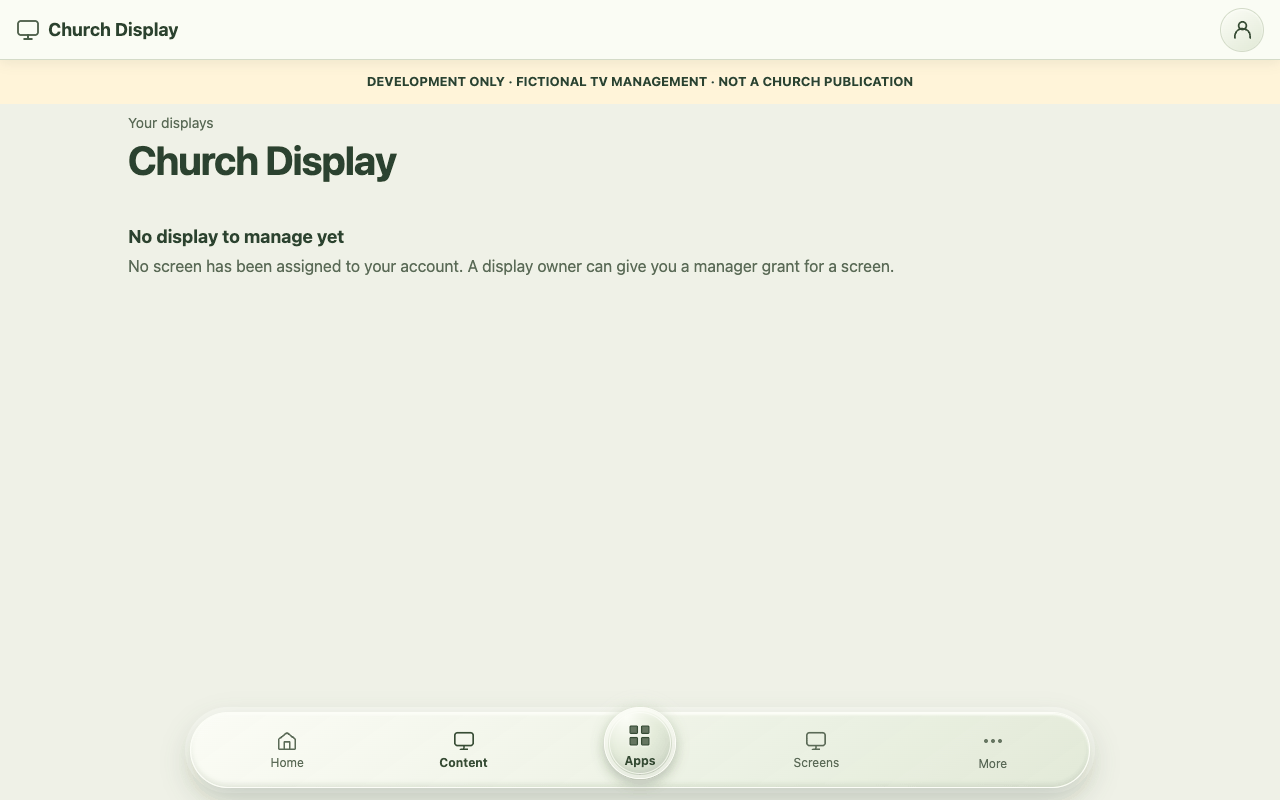 Church Display
DEVELOPMENT ONLY · FICTIONAL TV MANAGEMENT · NOT A CHURCH PUBLICATION
Your displays
Church Display
No display to manage yet
No screen has been assigned to your account. A display owner can give you a manager grant for a screen.
Home
Content
Apps
Screens
More